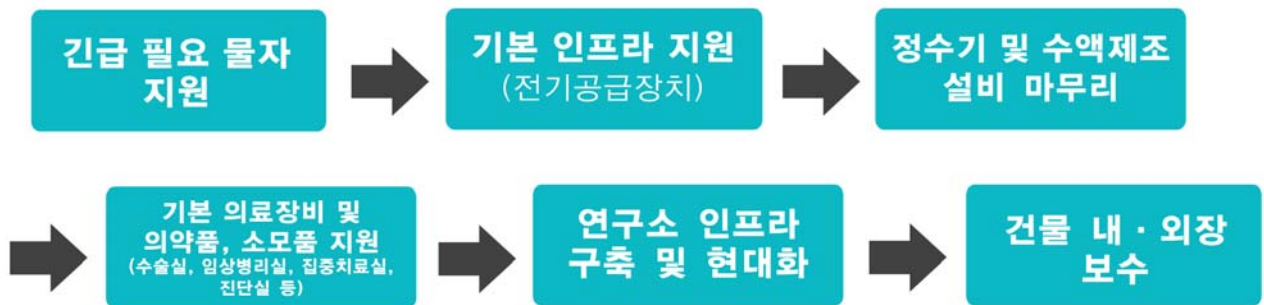 긴급 필요 물자
지원
기본 인프라 지원
(전기공급장치)
정수기 및 수액제조
설비 마무리
기본 의료장비 및
의약품, 소모품 지원
(수술실, 임상병리실, 집중치료실,
진단실 등)
연구소 인프라
구축 및 현대화
건물 내 · 외장
보수